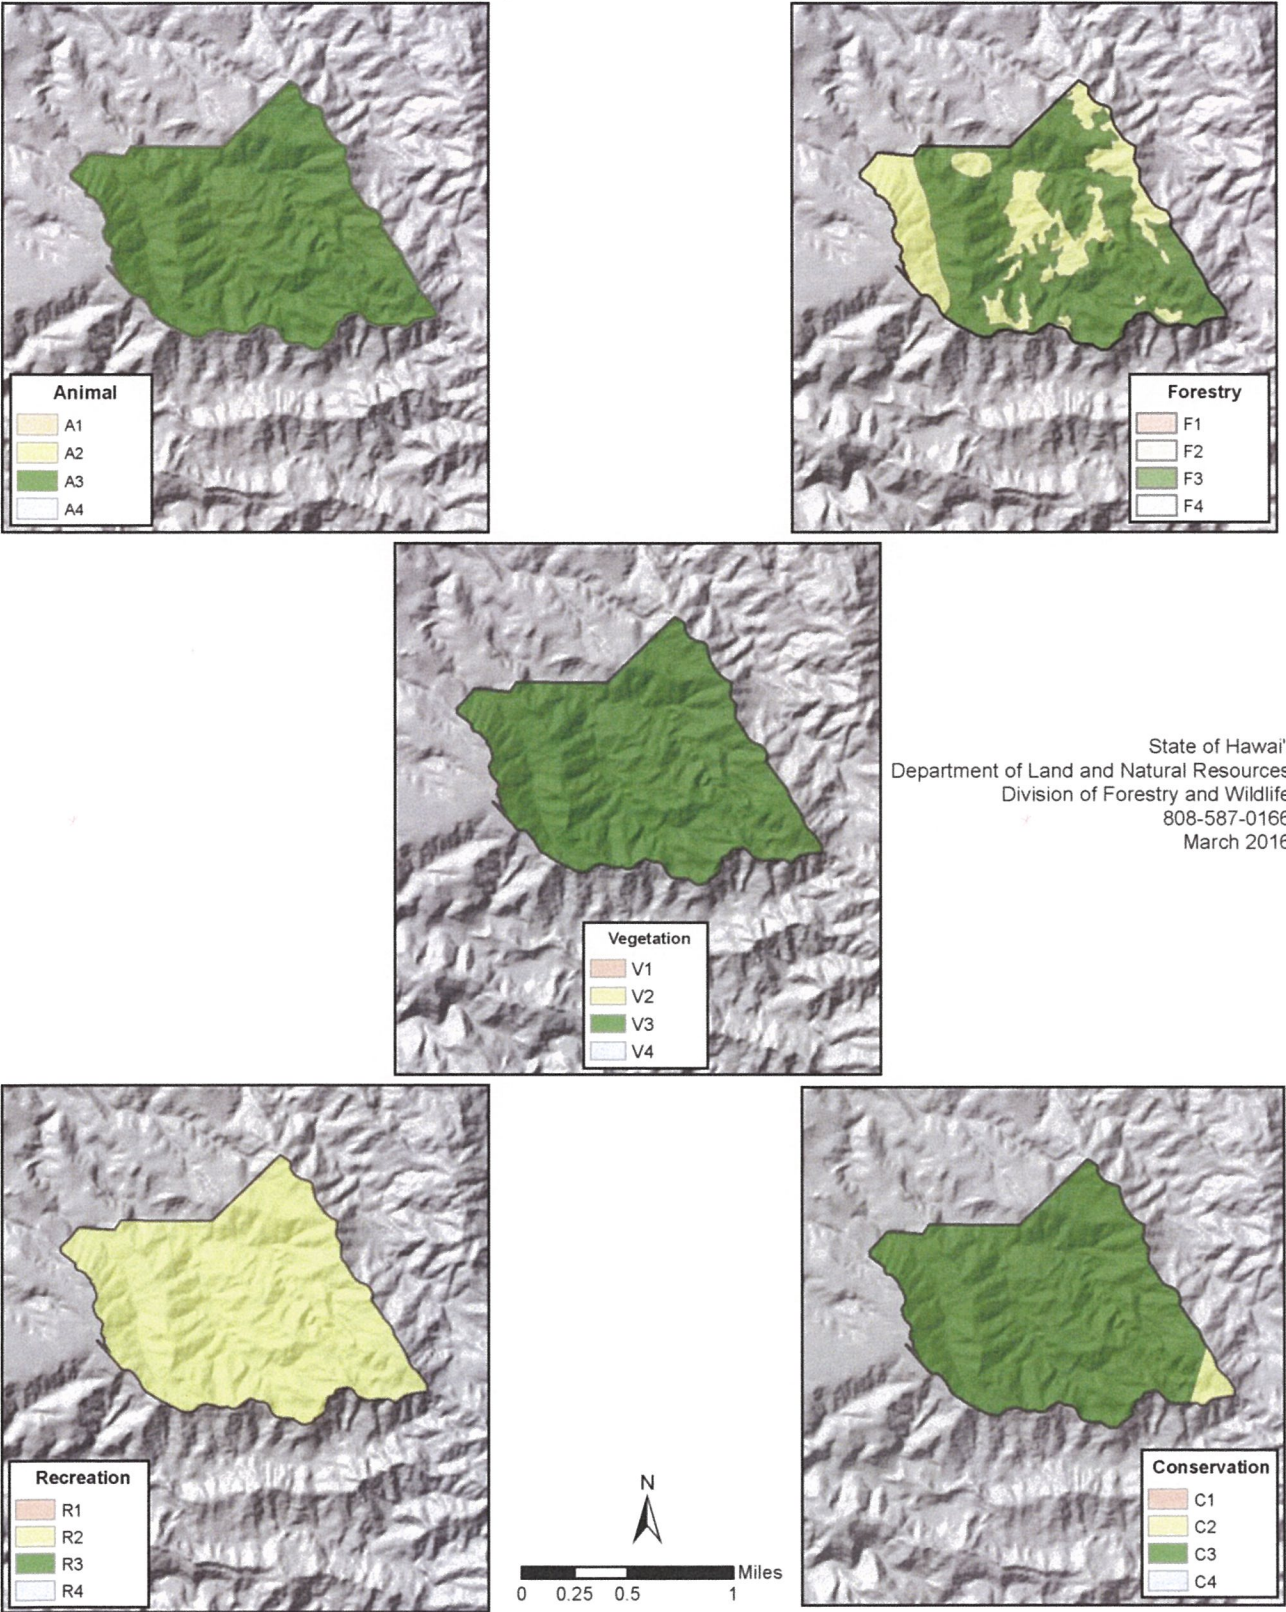 Animal
A1
A2
A3
A4
Forestry
F1
F2
F3
F4
Vegetation
V1
V2
V3
V4
State of Hawai'
Department of Land and Natural Resources
Division of Forestry and Wildlife
808-587-0166
March 2016
Recreation
R1
R2
R3
R4
N
Miles
0 0.25 0.5 1
Conservation
C1
C2
C3
C4